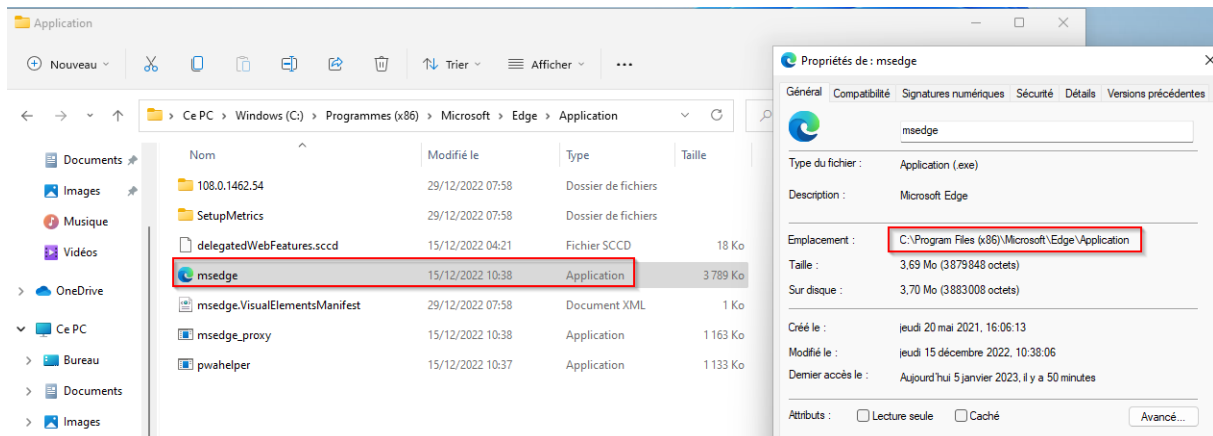 Application
Nouveau
Trier
Afficher
Ce PC > Windows (C:) > Programmes (x86) > Microsoft > Edge > Application
Documents
Images
Musique
Vidéos
OneDrive
Ce PC
Bureau
Documents
Images
Nom Modifié le Type Taille
108.0.1462.54 29/12/2022 07:58 Dossier de fichiers
SetupMetrics 29/12/2022 07:58 Dossier de fichiers
delegatedWebFeatures.sccd 15/12/2022 04:21 Fichier SCCD 18 Ko
msedge 15/12/2022 10:38 Application 3 789 Ko
msedge.VisualElementsManifest 29/12/2022 07:58 Document XML 1 Ko
msedge_proxy 15/12/2022 10:38 Application 1 163 Ko
pwahelper 15/12/2022 10:37 Application 1 133 Ko
Propriétés de : msedge
Général Compatibilité Signatures numériques Sécurité Détails Versions précédentes
msedge
Type du fichier : Application (.exe)
Description : Microsoft Edge
Emplacement : C:\Program Files (x86)\Microsoft\Edge\Application
Taille : 3,69 Mo (3879848 octets)
Sur disque : 3,70 Mo (3883008 octets)
Créé le : jeudi 20 mai 2021, 16:06:13
Modifié le : jeudi 15 décembre 2022, 10:38:06
Dernier accès le : Aujourd'hui 5 janvier 2023, il y a 50 minutes
Attributs : Lecture seule Caché Avancé...